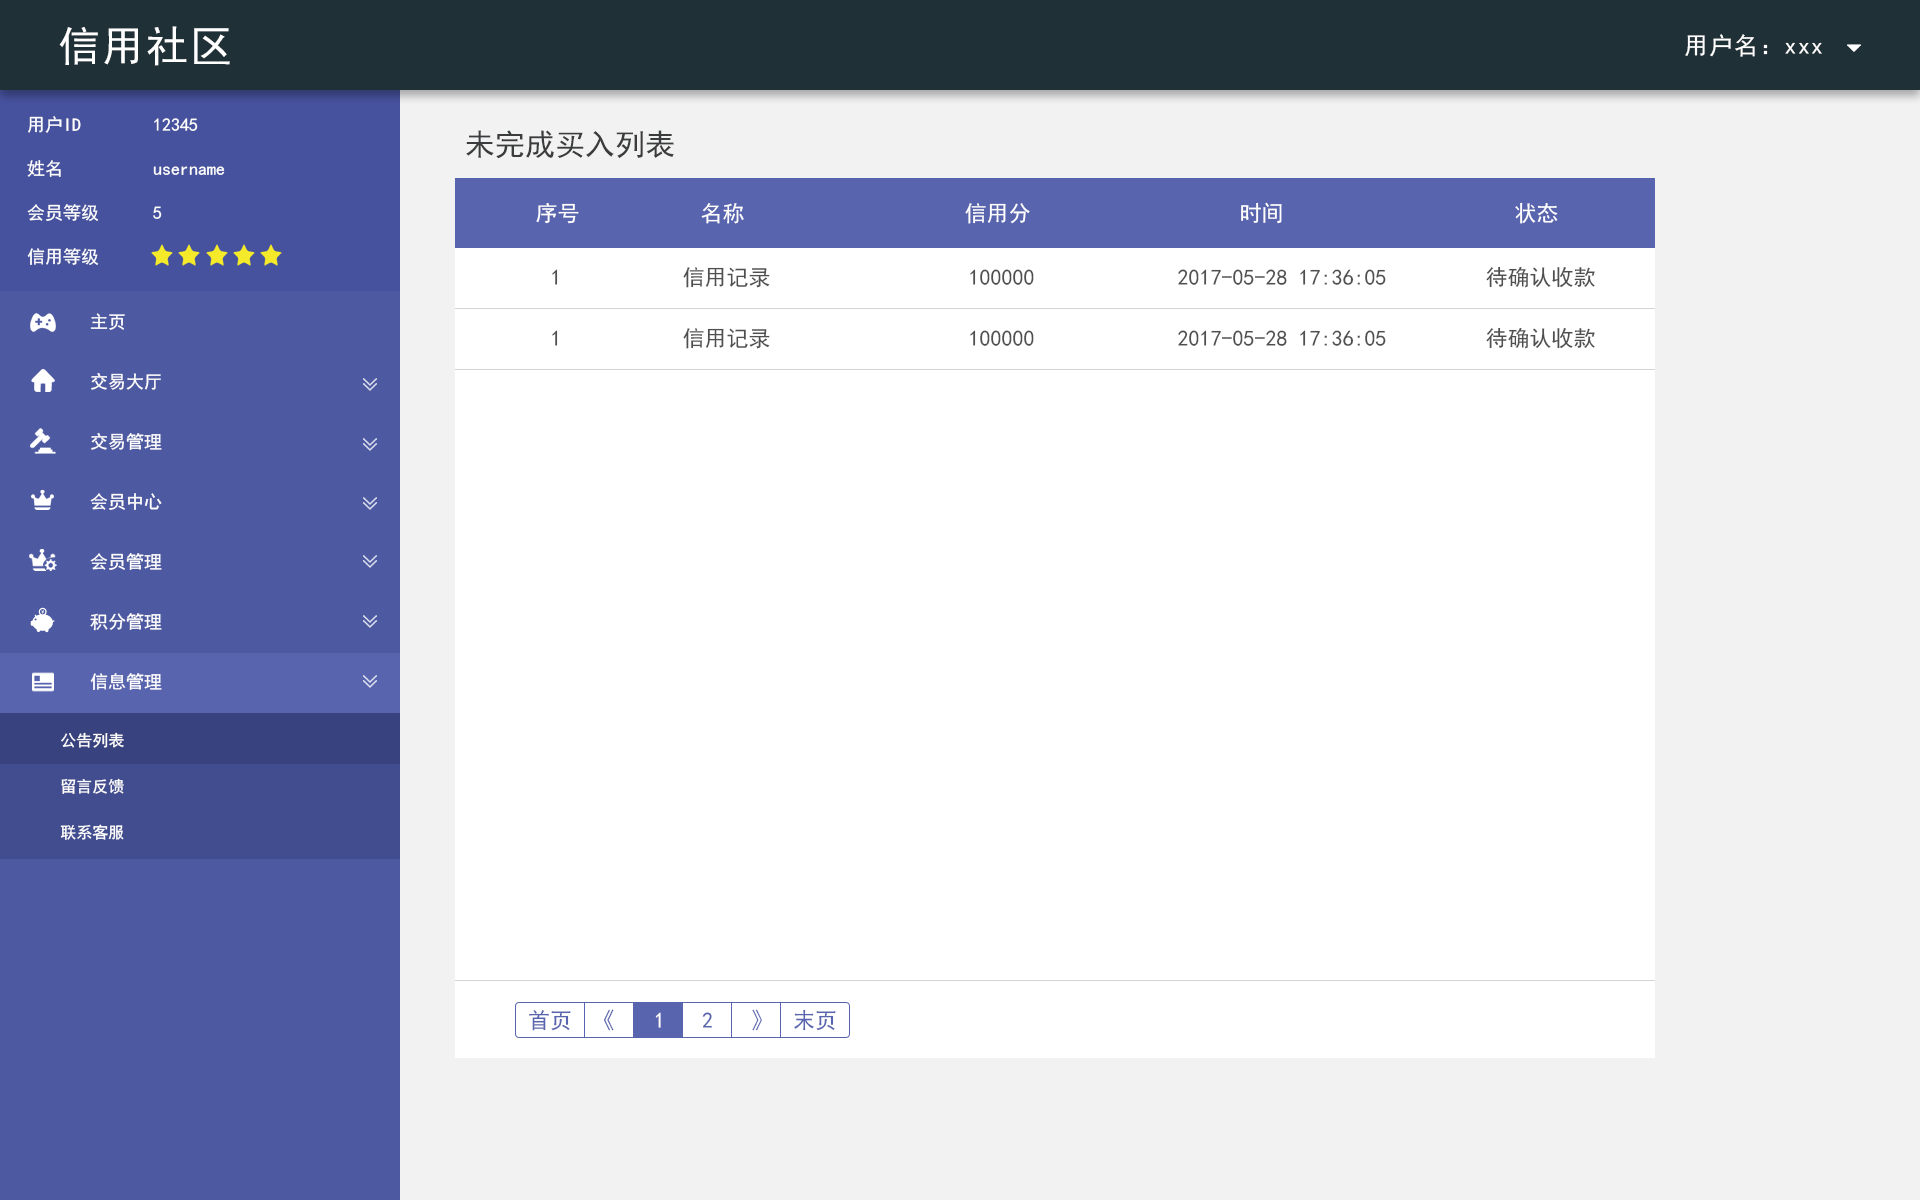 信用社区
用户名：xxx
用户ID 12345
姓名 username
会员等级 5
信用等级
主页
交易大厅
交易管理
会员中心
会员管理
积分管理
信息管理
公告列表
留言反馈
联系客服
未完成买入列表
序号 名称 信用分 时间 状态
1 信用记录 100000 2017-05-28 17:36:05 待确认收款
1 信用记录 100000 2017-05-28 17:36:05 待确认收款
首页 《 1 2 》 末页